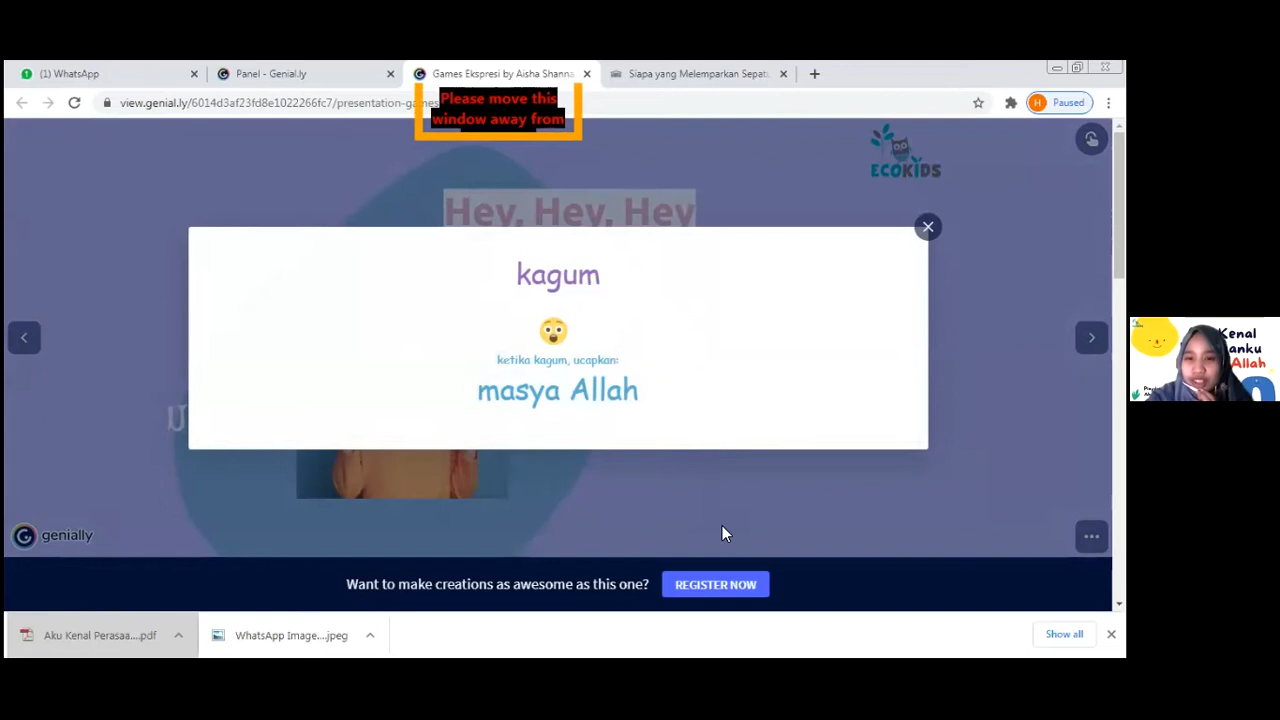 (1) WhatsApp
Panel - Genial.ly
Games Ekspresi by Aisha Shanna
Siapa yang Melemparkan Sepatu
view.genial.ly/6014d3af23fd8e1022266fc7/presentation-games
Paused
Please move this
window away from
ECOKIDS
Hey, Hey, Hey
kagum
ketika kagum, ucapkan:
masya Allah
genially
Want to make creations as awesome as this one?
REGISTER NOW
Aku Kenal Perasaa....pdf
WhatsApp Image....jpeg
Show all
Kenal
Allah